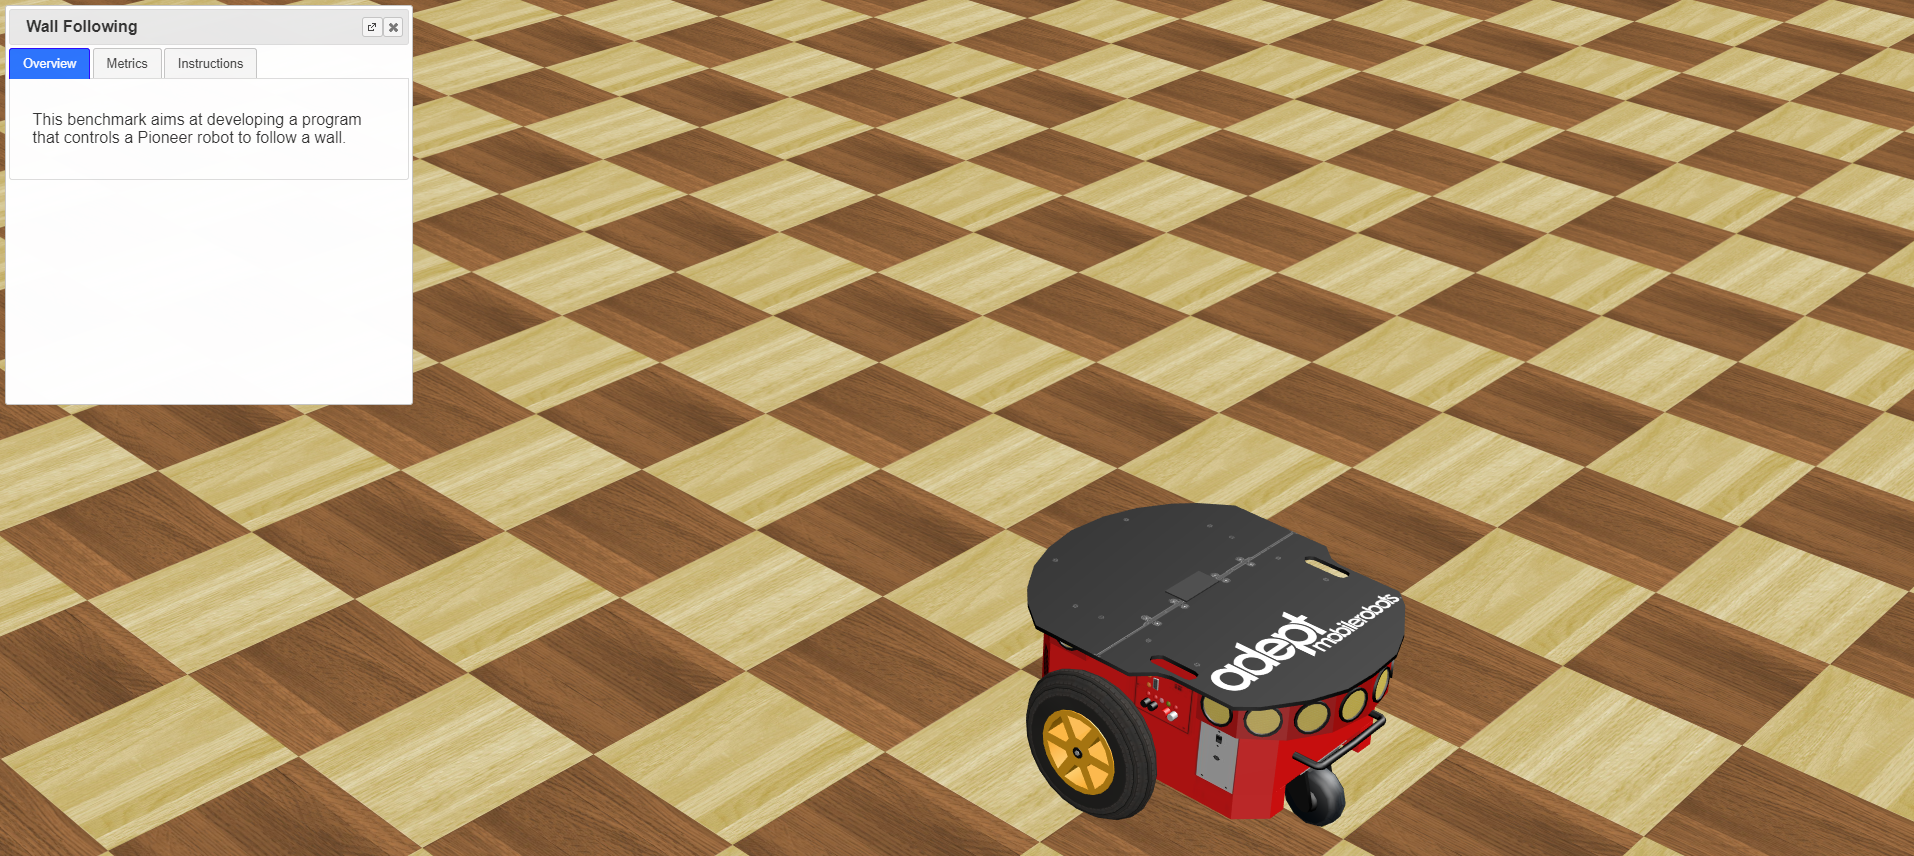 Wall Following
Overview
Metrics
Instructions
This benchmark aims at developing a program
that controls a Pioneer robot to follow a wall.
adept
mobilerobots